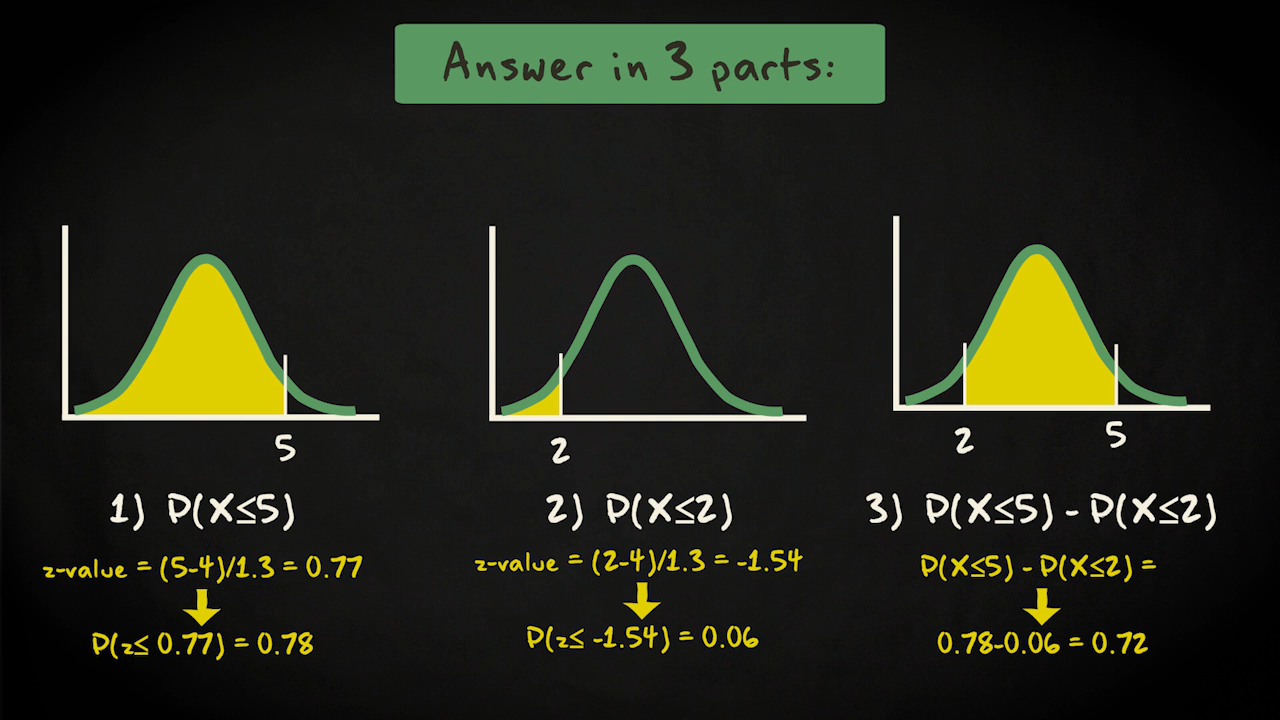 Answer in 3 parts:
5
2
2 5
1) P(X≤5)
2) P(X≤2)
3) P(X≤5) - P(X≤2)
z-value = (5-4)/1.3 = 0.77
z-value = (2-4)/1.3 = -1.54
P(X≤5) - P(X≤2) =
P(z≤ 0.77) = 0.78
P(z≤ -1.54) = 0.06
0.78-0.06 = 0.72